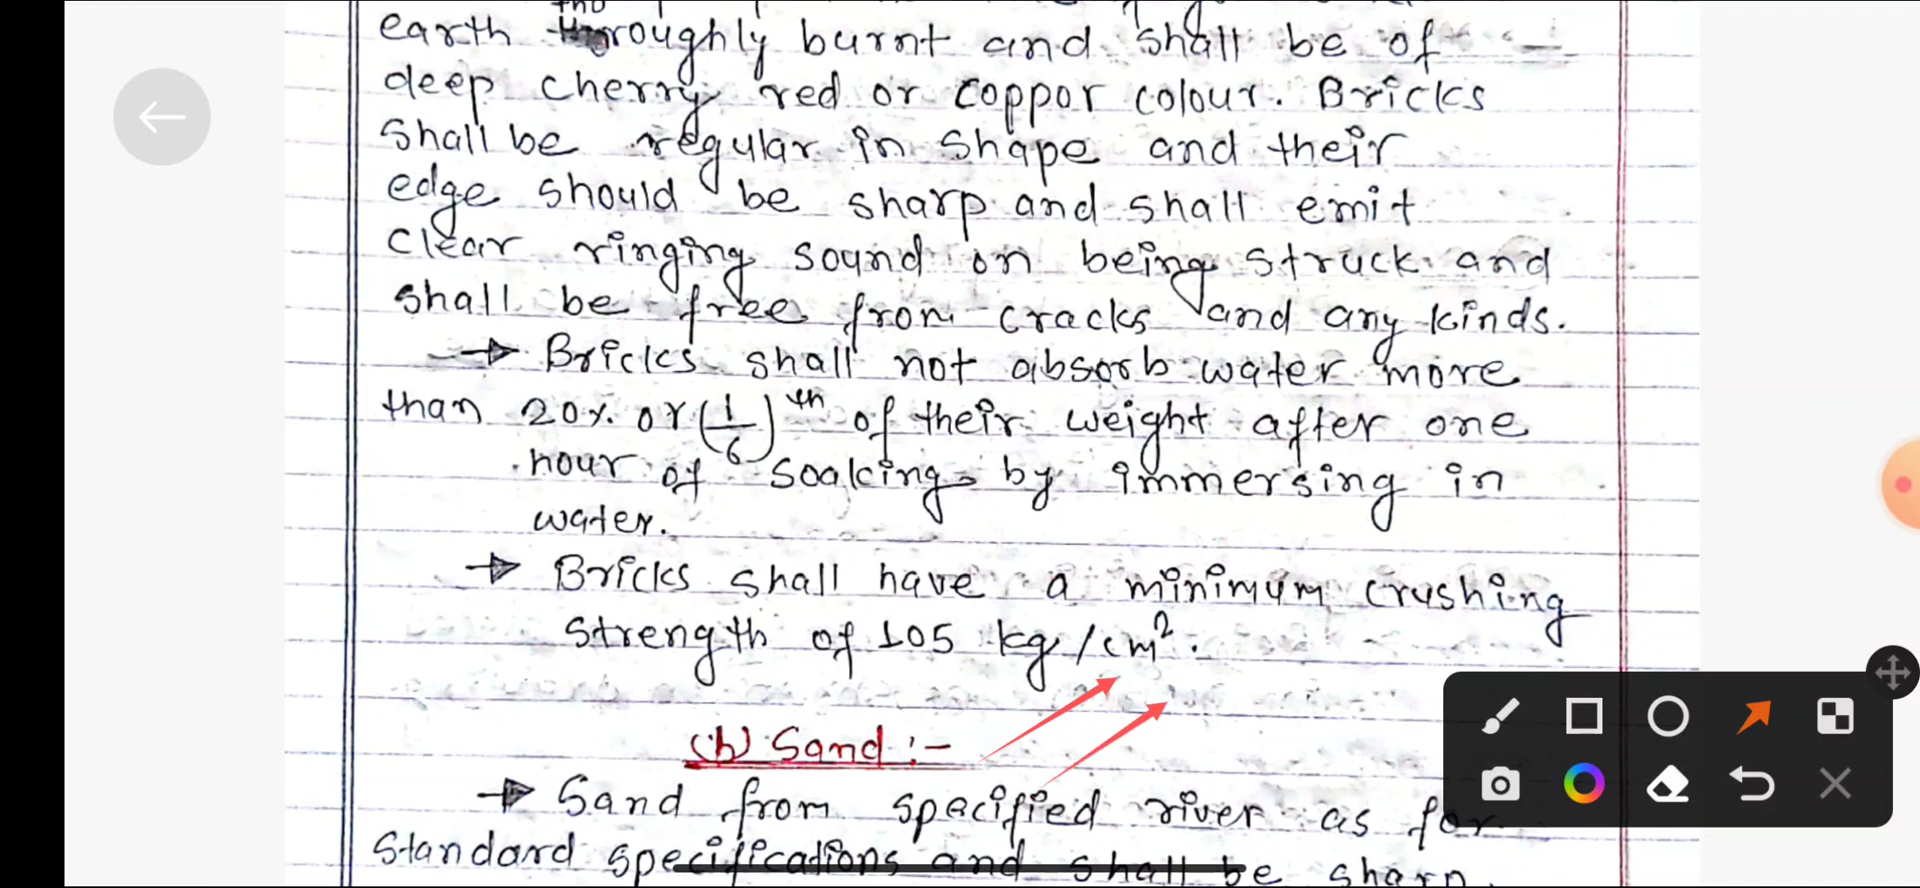 earth thoroughly burnt and shall be of
deep cherry red or coppor colour. Bricks
shall be regular in shape and their
edge should be sharp and shall emit
clear ringing sound on being struck and
shall be free from cracks and any kinds.
→ Bricks shall not absorb water more
than 20% or (1/6)th of their weight after one
hour of soaking by immersing in
water.
→ Bricks shall have a minimum crushing
strength of 105 kg/cm².
(b) Sand :-
→ Sand from specified river as for
standard specifications and shall be sharp